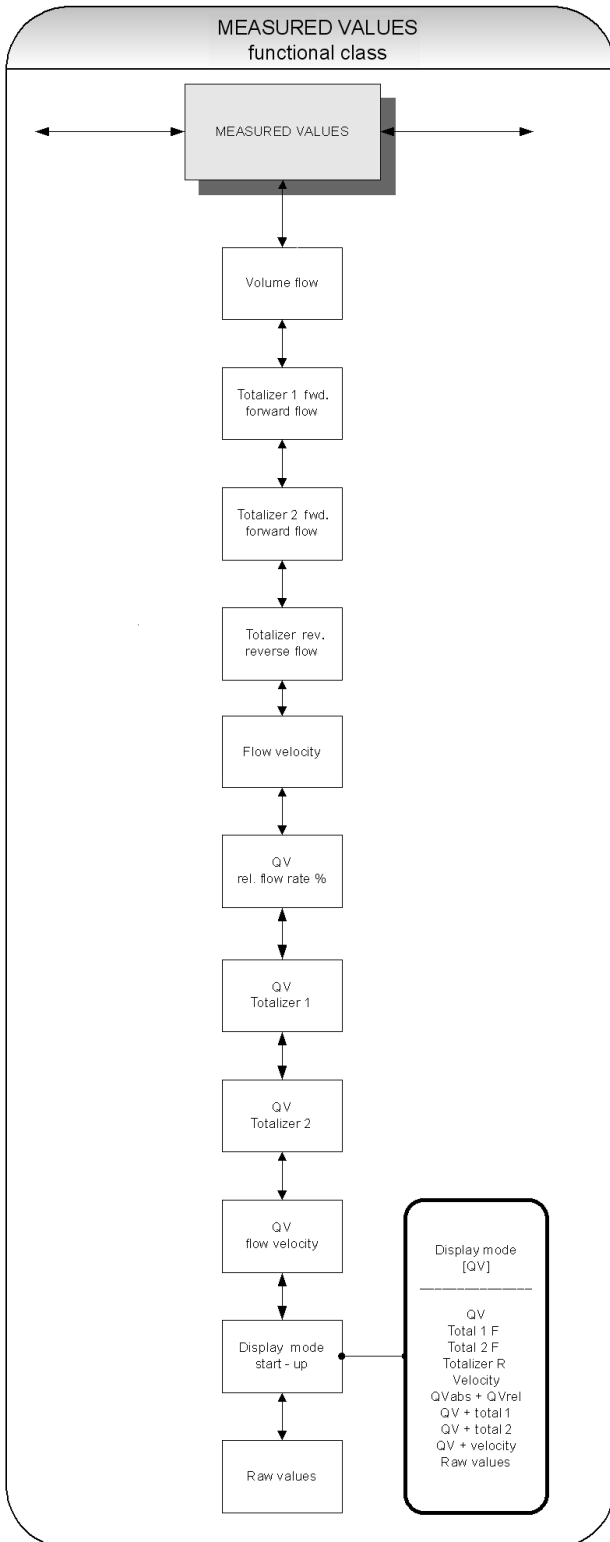 MEASURED VALUES
functional class
MEASURED VALUES
Volume flow
Totalizer 1 fwd.
forward flow
Totalizer 2 fwd.
forward flow
Totalizer rev.
reverse flow
Flow velocity
QV
rel. flow rate %
QV
Totalizer 1
QV
Totalizer 2
QV
flow velocity
Display mode
start - up
Raw values
Display mode
[QV]
_______________
QV
Total 1 F
Total 2 F
Totalizer R
Velocity
QVabs + QVrel
QV + total 1
QV + total 2
QV + velocity
Raw values